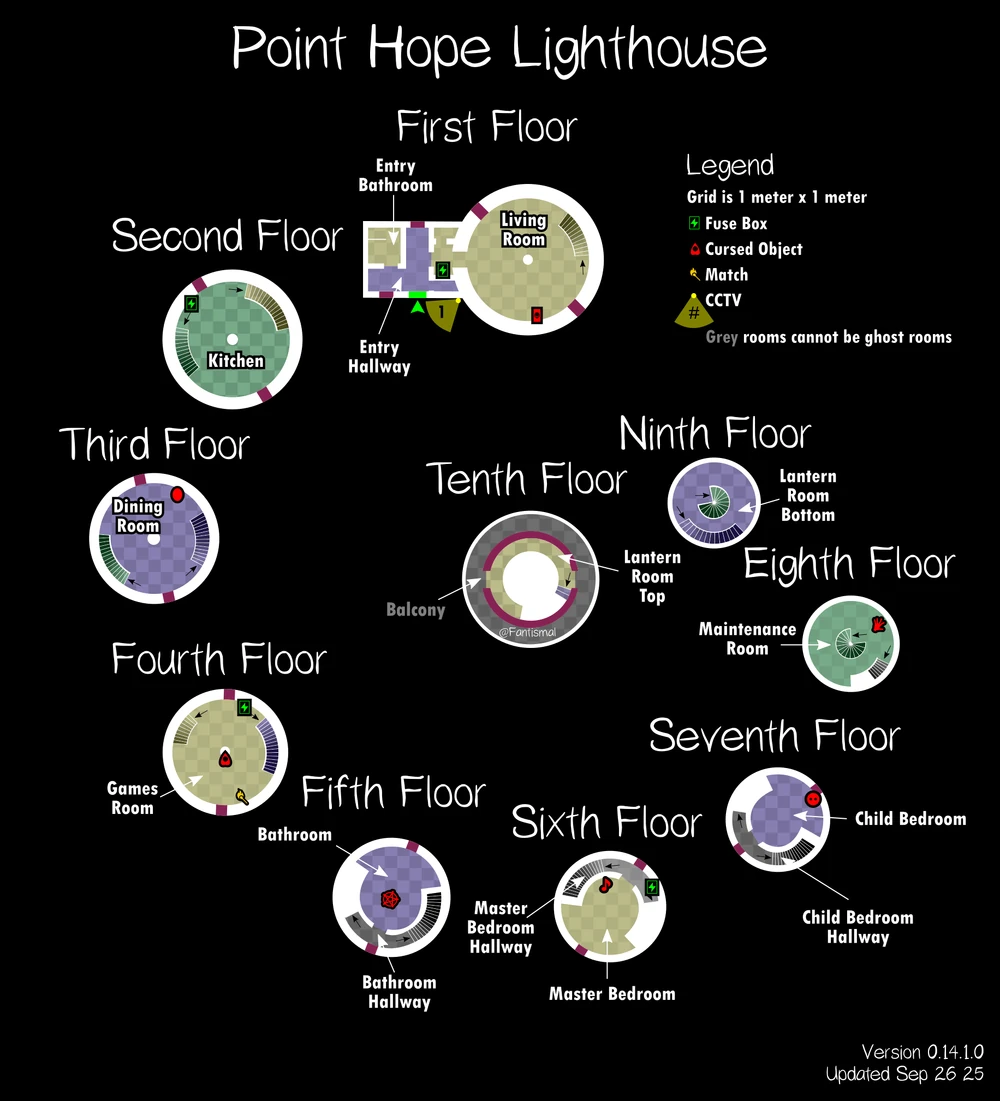 Point Hope Lighthouse
First Floor
Entry
Bathroom
Living
Room
1
Entry
Hallway
Legend
Grid is 1 meter x 1 meter
Fuse Box
Cursed Object
Match
CCTV
#
Grey rooms cannot be ghost rooms
Second Floor
Kitchen
Third Floor
Dining
Room
Ninth Floor
Lantern
Room
Bottom
Tenth Floor
Lantern
Room
Top
Balcony
@Fantismal
Eighth Floor
Maintenance
Room
Fourth Floor
Games
Room
Seventh Floor
Child Bedroom
Child Bedroom
Hallway
Fifth Floor
Bathroom
Bathroom
Hallway
Sixth Floor
Master
Bedroom
Hallway
Master Bedroom
Version 0.14.1.0
Updated Sep 26 25